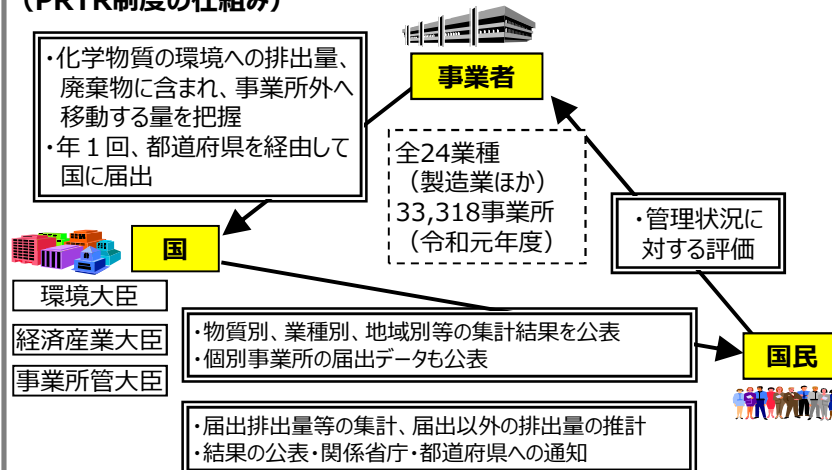 （PRTR制度の仕組み）
・化学物質の環境への排出量、
廃棄物に含まれ、事業所外へ
移動する量を把握
・年１回、都道府県を経由して
国に届出
事業者
全24業種
（製造業ほか）
33,318事業所
（令和元年度）
・管理状況に
対する評価
国
環境大臣
経済産業大臣
事業所管大臣
・物質別、業種別、地域別等の集計結果を公表
・個別事業所の届出データも公表
国民
・届出排出量等の集計、届出以外の排出量の推計
・結果の公表・関係省庁・都道府県への通知